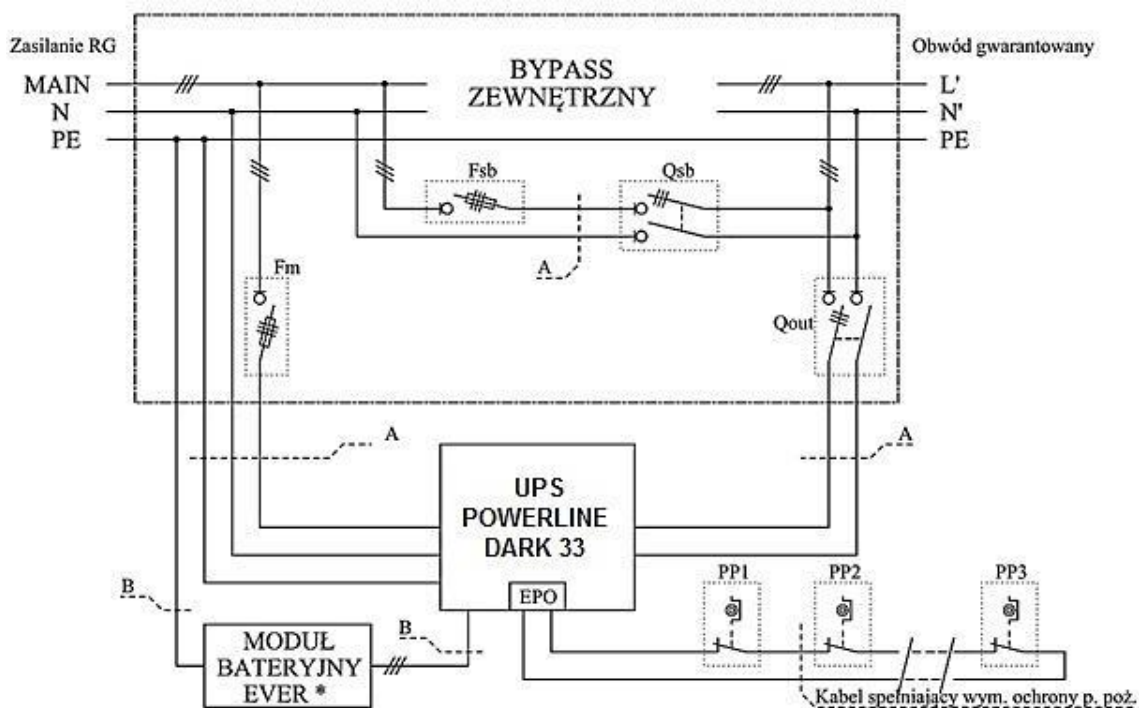 Zasilanie RG
MAIN
N
PE
BYPASS
ZEWNĘTRZNY
Obwód gwarantowany
L'
N'
PE
Fsb
Qsb
A
Fm
Qout
A
A
UPS
POWERLINE
DARK 33
EPO
PP1
PP2
PP3
B
B
MODUŁ
BATERYJNY
EVER *
Kabel spełniający wym. ochrony p. poż.